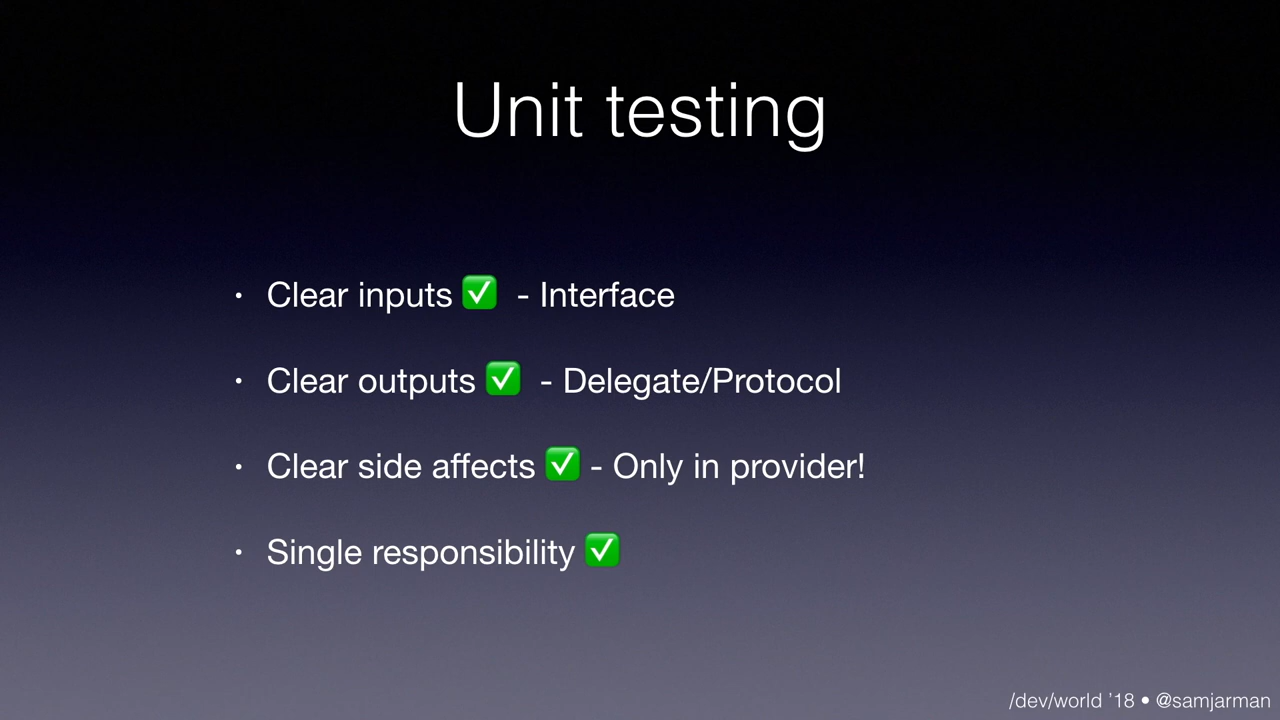 Unit testing
• Clear inputs ✅ - Interface
• Clear outputs ✅ - Delegate/Protocol
• Clear side affects ✅ - Only in provider!
• Single responsibility ✅
/dev/world ’18 • @samjarman